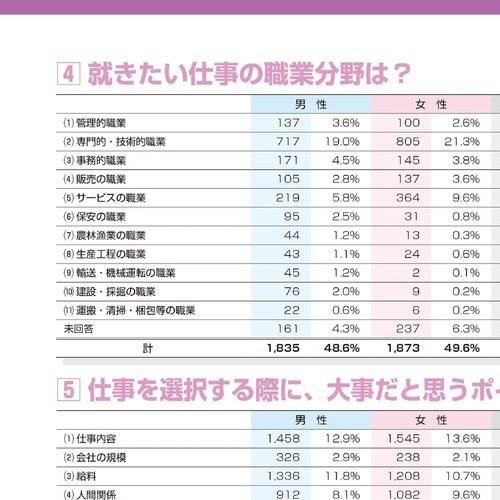 4 就きたい仕事の職業分野は？
男 性 女 性
⑴ 管理的職業 137 3.6% 100 2.6%
⑵ 専門的・技術的職業 717 19.0% 805 21.3%
⑶ 事務的職業 171 4.5% 145 3.8%
⑷ 販売の職業 105 2.8% 137 3.6%
⑸ サービスの職業 219 5.8% 364 9.6%
⑹ 保安の職業 95 2.5% 31 0.8%
⑺ 農林漁業の職業 44 1.2% 13 0.3%
⑻ 生産工程の職業 43 1.1% 24 0.6%
⑼ 輸送・機械運転の職業 45 1.2% 2 0.1%
⑽ 建設・採掘の職業 76 2.0% 9 0.2%
⑾ 運搬・清掃・梱包等の職業 22 0.6% 6 0.2%
未回答 161 4.3% 237 6.3%
計 1,835 48.6% 1,873 49.6%
5 仕事を選択する際に、大事だと思うポイ
男 性 女 性
⑴ 仕事内容 1,458 12.9% 1,545 13.6%
⑵ 会社の規模 326 2.9% 238 2.1%
⑶ 給料 1,336 11.8% 1,208 10.7%
⑷ 人間関係 912 8.1% 1,082 9.6%